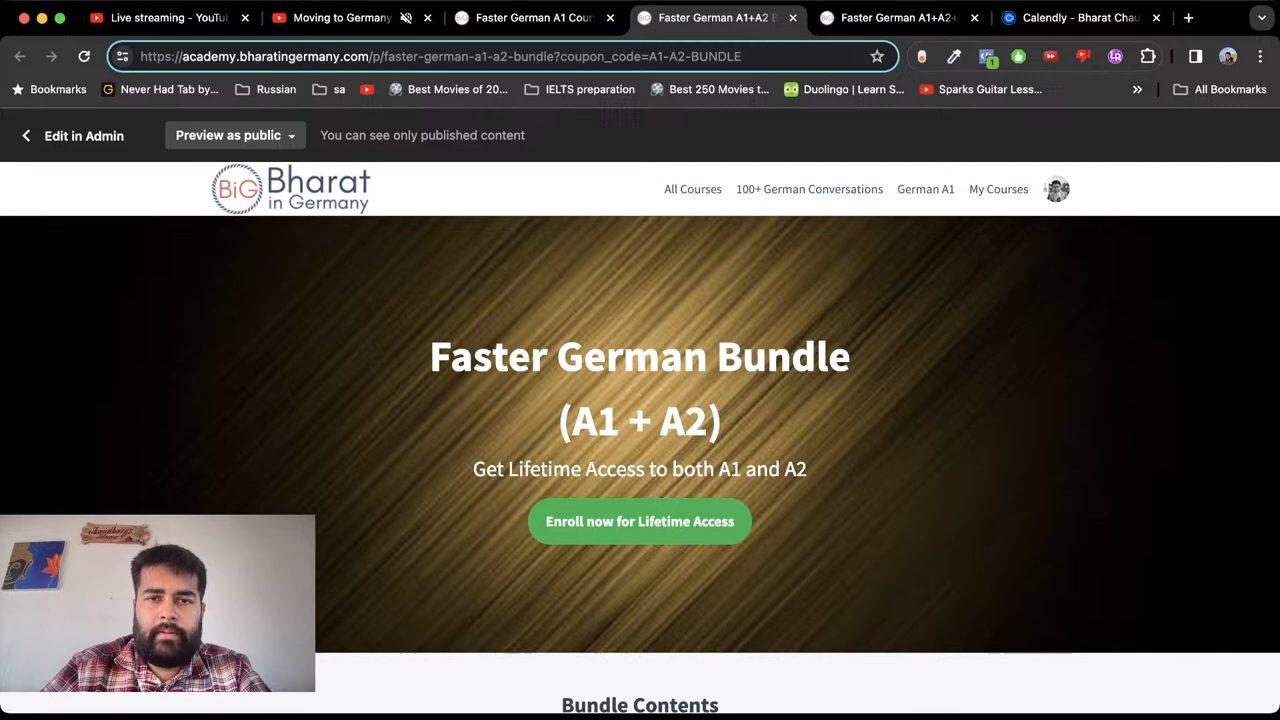 Live streaming - YouTu
Moving to Germany
Faster German A1 Cour
Faster German A1+A2 B
Faster German A1+A2+
Calendly - Bharat Chau
https://academy.bharatingermany.com/p/faster-german-a1-a2-bundle?coupon_code=A1-A2-BUNDLE
1
Bookmarks
Never Had Tab by...
Russian
sa
Best Movies of 20...
IELTS preparation
Best 250 Movies t...
Duolingo | Learn S...
Sparks Guitar Less...
All Bookmarks
Edit in Admin
Preview as public
You can see only published content
BiG Bharat
in Germany
All Courses
100+ German Conversations
German A1
My Courses
Faster German Bundle
(A1 + A2)
Get Lifetime Access to both A1 and A2
Enroll now for Lifetime Access
Bundle Contents